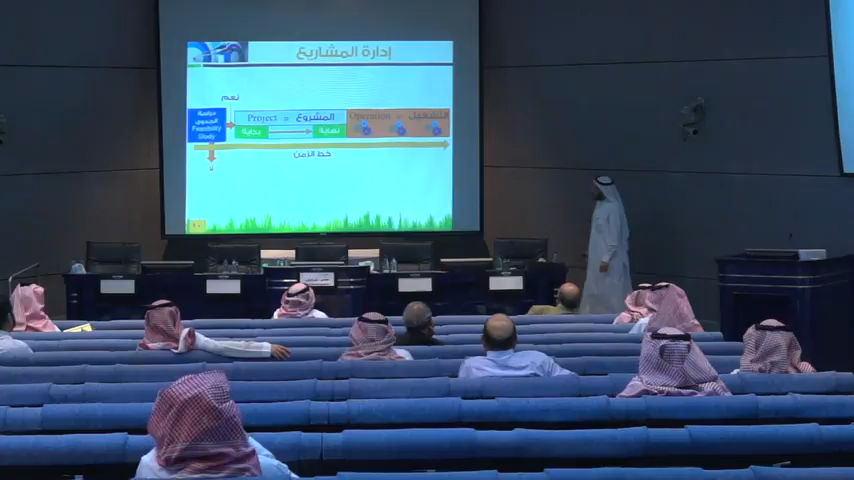 إدارة المشاريع
نعم
دراسة الجدوى Feasibility Study
Project = المشروع
بداية
نهاية
Operation = التشغيل
خط الزمن
لا